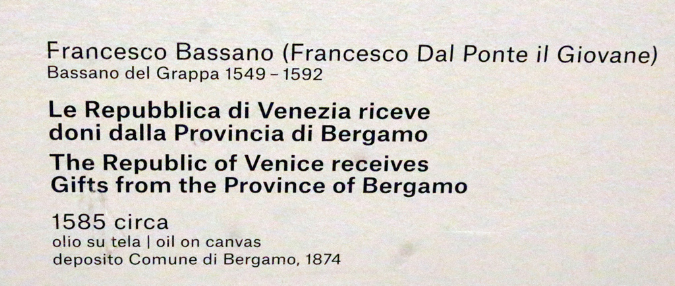 Francesco Bassano (Francesco Dal Ponte il Giovane)
Bassano del Grappa 1549 – 1592
Le Repubblica di Venezia riceve
doni dalla Provincia di Bergamo
The Republic of Venice receives
Gifts from the Province of Bergamo
1585 circa
olio su tela | oil on canvas
deposito Comune di Bergamo, 1874